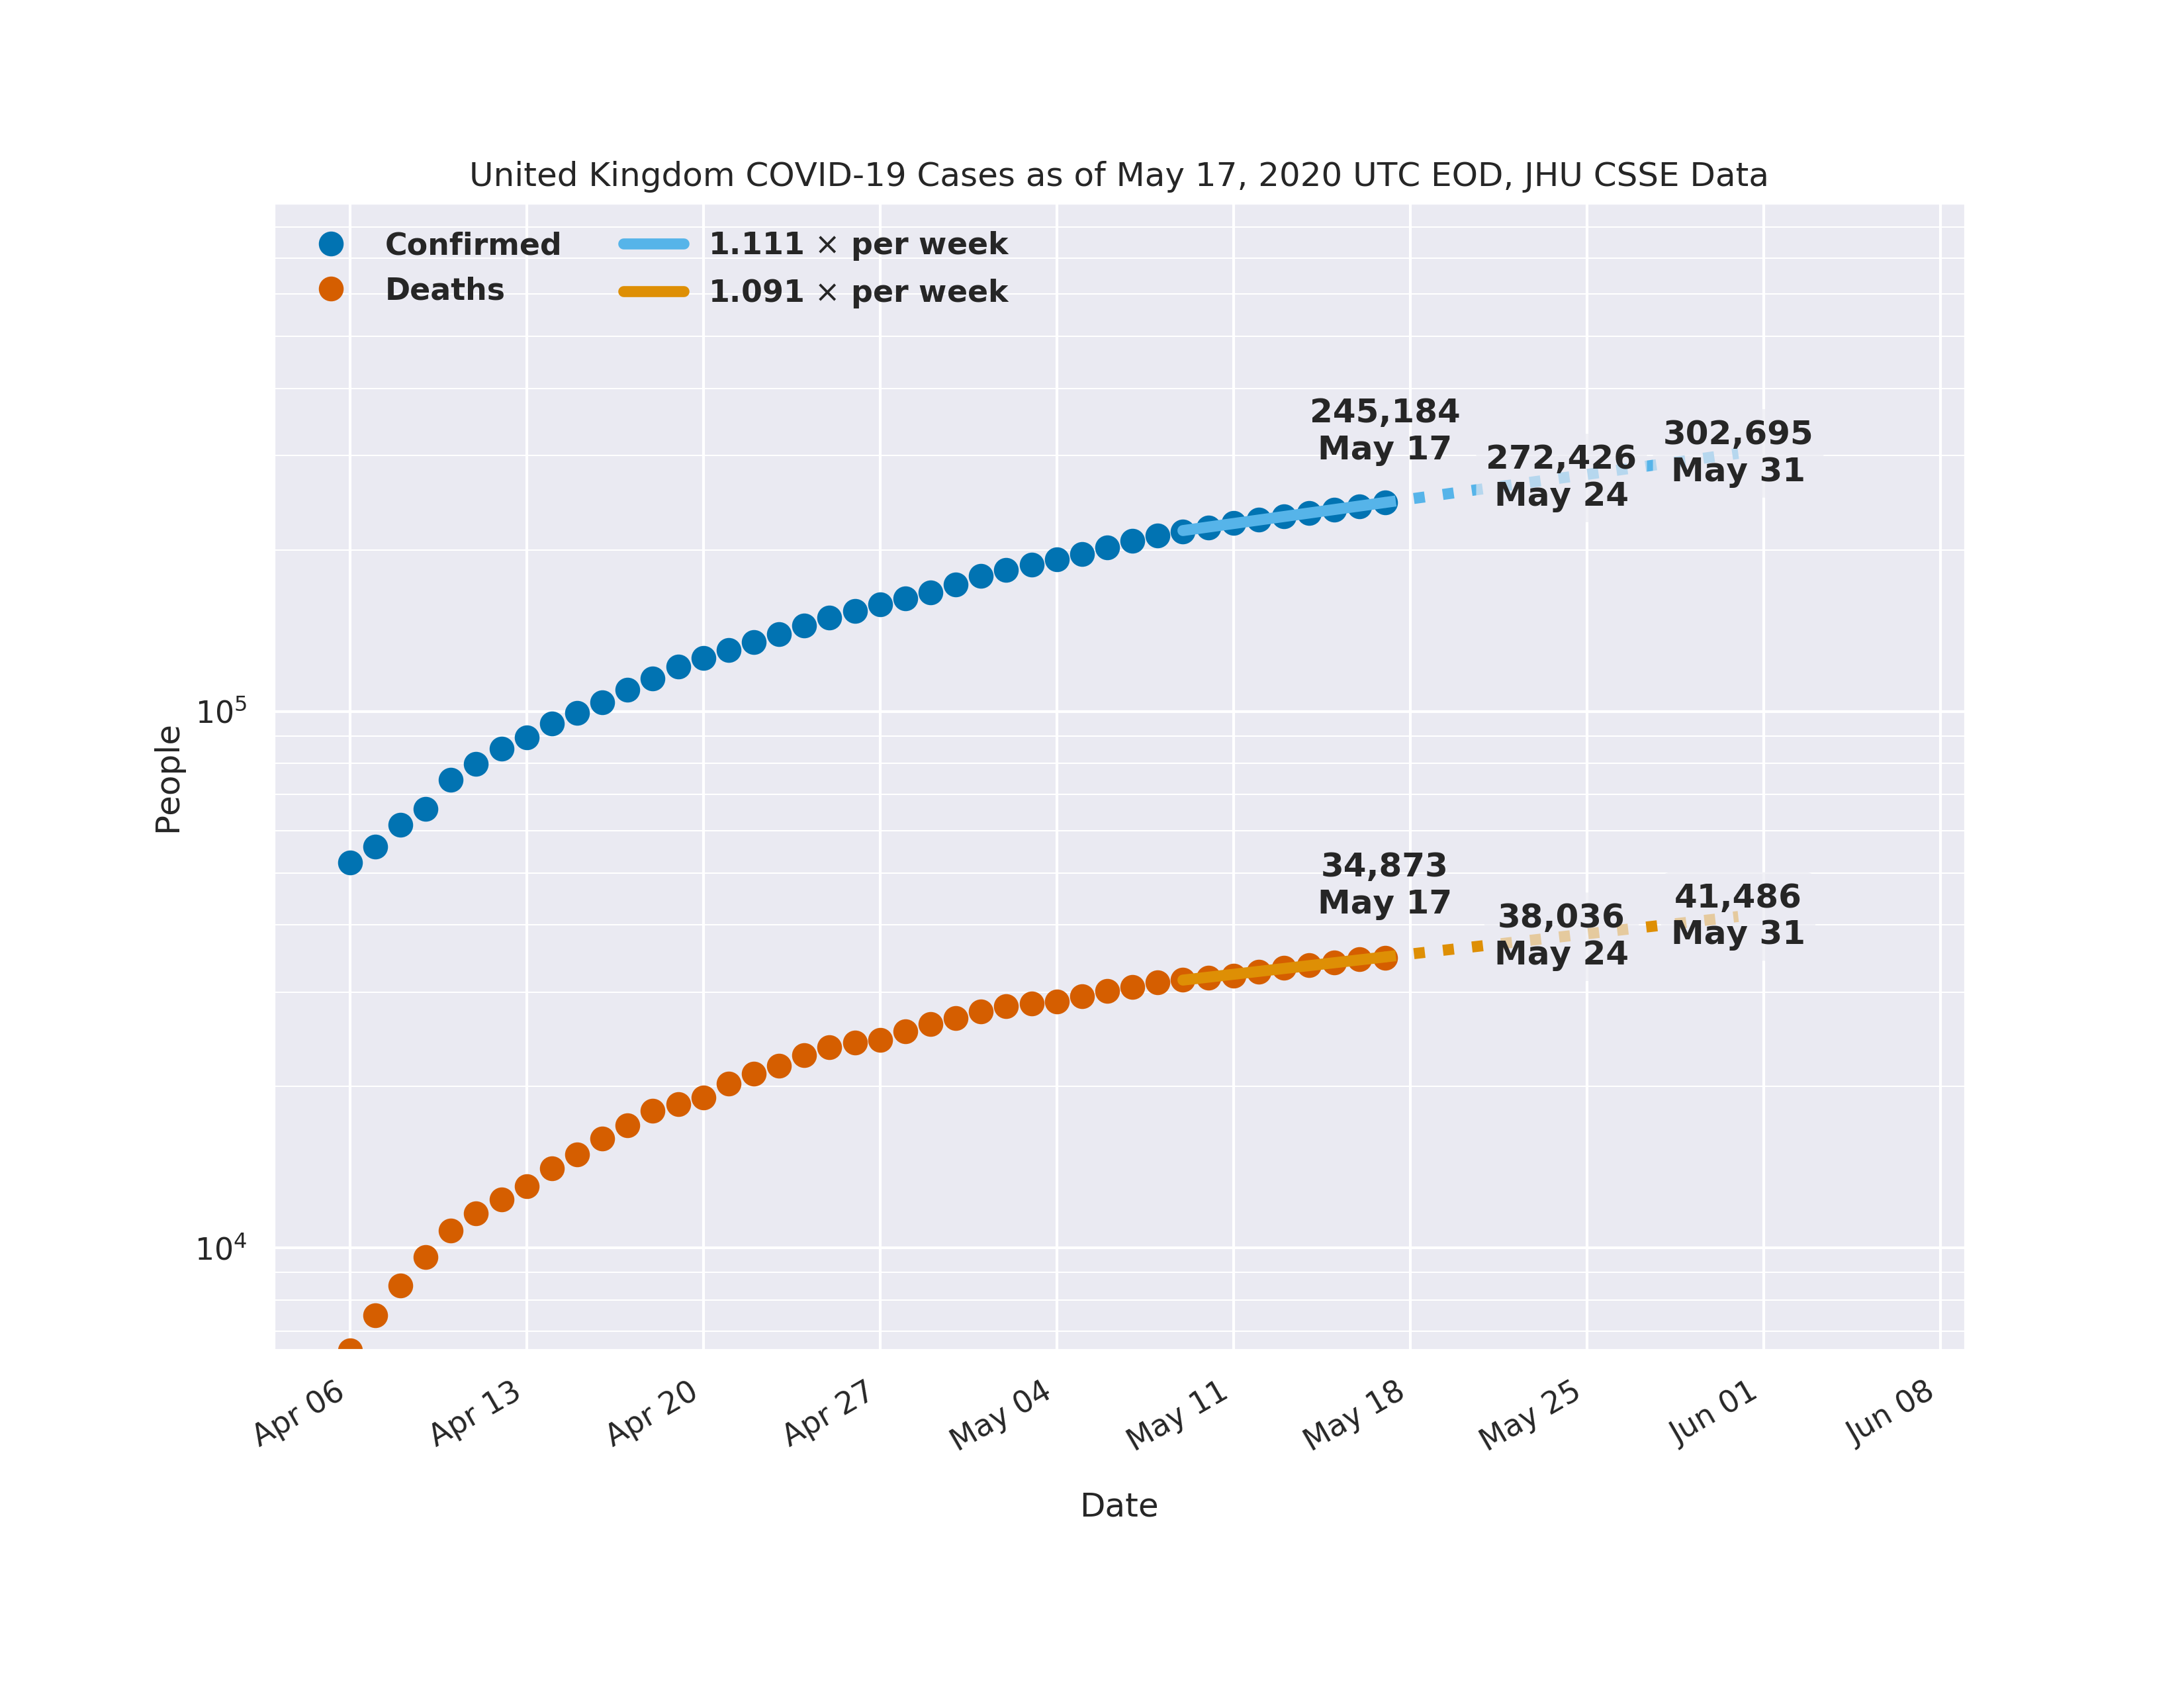 United Kingdom COVID-19 Cases as of May 17, 2020 UTC EOD, JHU CSSE Data
Confirmed
Deaths
1.111 × per week
1.091 × per week
245,184
May 17
272,426
May 24
302,695
May 31
34,873
May 17
38,036
May 24
41,486
May 31
People
10⁵
10⁴
Apr 06
Apr 13
Apr 20
Apr 27
May 04
May 11
May 18
May 25
Jun 01
Jun 08
Date